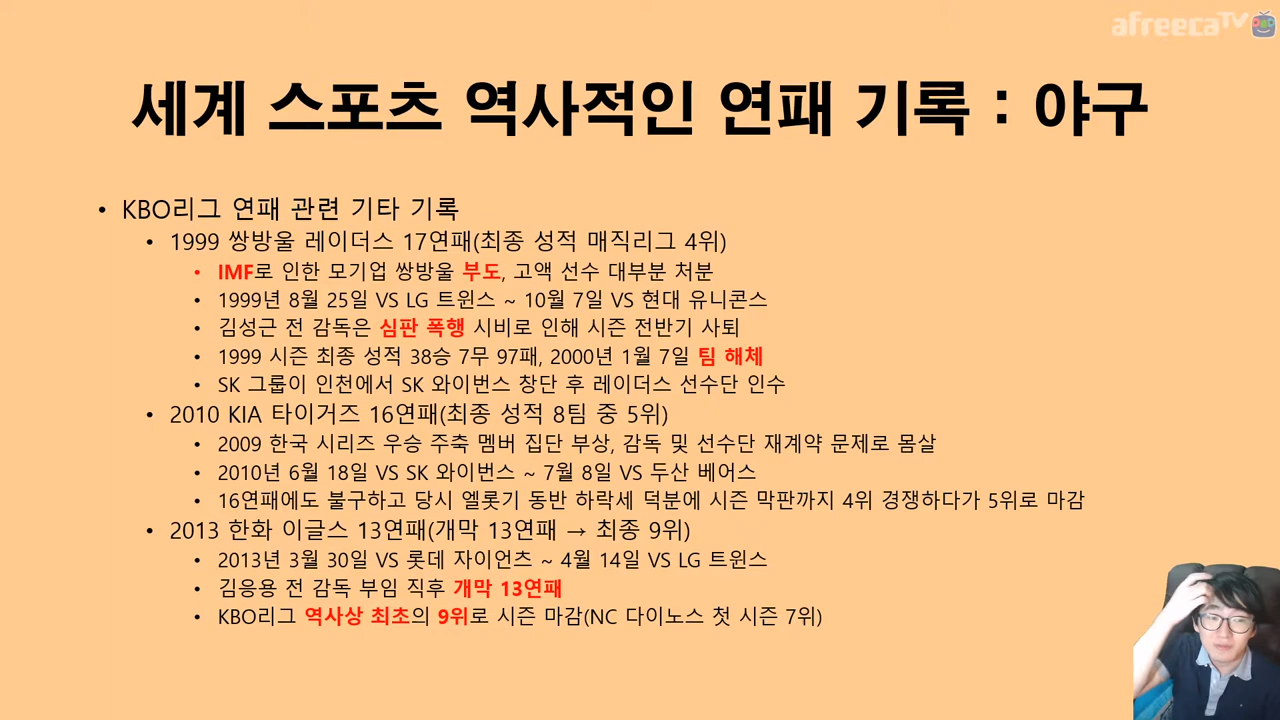 afreecaTV
세계 스포츠 역사적인 연패 기록 : 야구
• KBO리그 연패 관련 기타 기록
• 1999 쌍방울 레이더스 17연패(최종 성적 매직리그 4위)
• IMF로 인한 모기업 쌍방울 부도, 고액 선수 대부분 처분
• 1999년 8월 25일 VS LG 트윈스 ~ 10월 7일 VS 현대 유니콘스
• 김성근 전 감독은 심판 폭행 시비로 인해 시즌 전반기 사퇴
• 1999 시즌 최종 성적 38승 7무 97패, 2000년 1월 7일 팀 해체
• SK 그룹이 인천에서 SK 와이번스 창단 후 레이더스 선수단 인수
• 2010 KIA 타이거즈 16연패(최종 성적 8팀 중 5위)
• 2009 한국 시리즈 우승 주축 멤버 집단 부상, 감독 및 선수단 재계약 문제로 몸살
• 2010년 6월 18일 VS SK 와이번스 ~ 7월 8일 VS 두산 베어스
• 16연패에도 불구하고 당시 엘롯기 동반 하락세 덕분에 시즌 막판까지 4위 경쟁하다가 5위로 마감
• 2013 한화 이글스 13연패(개막 13연패 → 최종 9위)
• 2013년 3월 30일 VS 롯데 자이언츠 ~ 4월 14일 VS LG 트윈스
• 김응용 전 감독 부임 직후 개막 13연패
• KBO리그 역사상 최초의 9위로 시즌 마감(NC 다이노스 첫 시즌 7위)